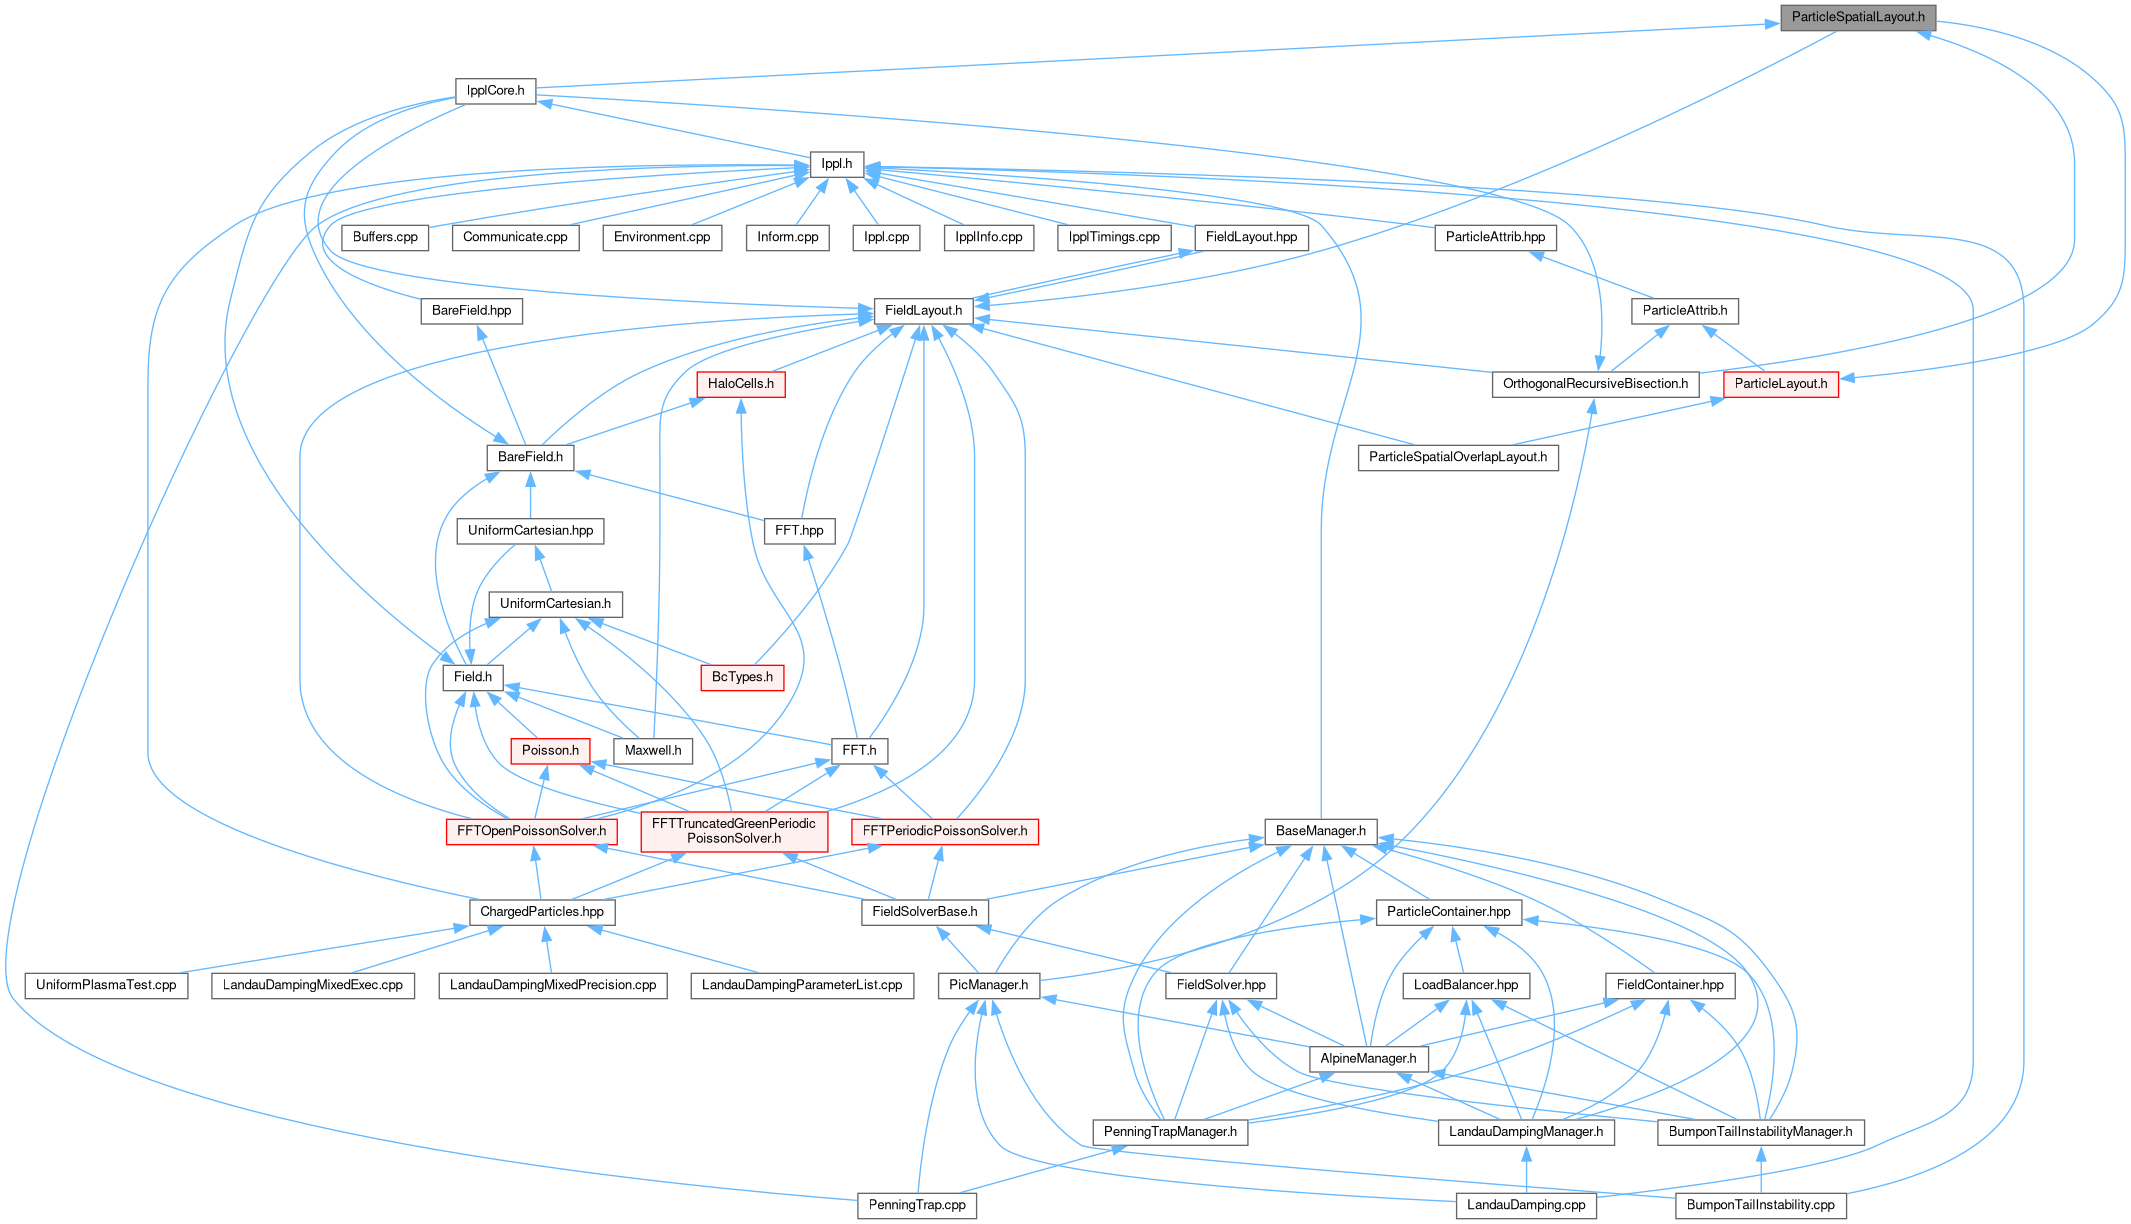 ParticleSpatialLayout.h
IpplCore.h
Ippl.h
Buffers.cpp
Communicate.cpp
Environment.cpp
Inform.cpp
Ippl.cpp
IpplInfo.cpp
IpplTimings.cpp
FieldLayout.hpp
ParticleAttrib.hpp
BareField.hpp
FieldLayout.h
ParticleAttrib.h
HaloCells.h
OrthogonalRecursiveBisection.h
ParticleLayout.h
BareField.h
ParticleSpatialOverlapLayout.h
UniformCartesian.hpp
FFT.hpp
UniformCartesian.h
Field.h
BcTypes.h
Poisson.h
Maxwell.h
FFT.h
FFTOpenPoissonSolver.h
FFTTruncatedGreenPeriodic
PoissonSolver.h
FFTPeriodicPoissonSolver.h
BaseManager.h
ChargedParticles.hpp
FieldSolverBase.h
ParticleContainer.hpp
UniformPlasmaTest.cpp
LandauDampingMixedExec.cpp
LandauDampingMixedPrecision.cpp
LandauDampingParameterList.cpp
PicManager.h
FieldSolver.hpp
LoadBalancer.hpp
FieldContainer.hpp
AlpineManager.h
PenningTrapManager.h
LandauDampingManager.h
BumponTailInstabilityManager.h
PenningTrap.cpp
LandauDamping.cpp
BumponTailInstability.cpp